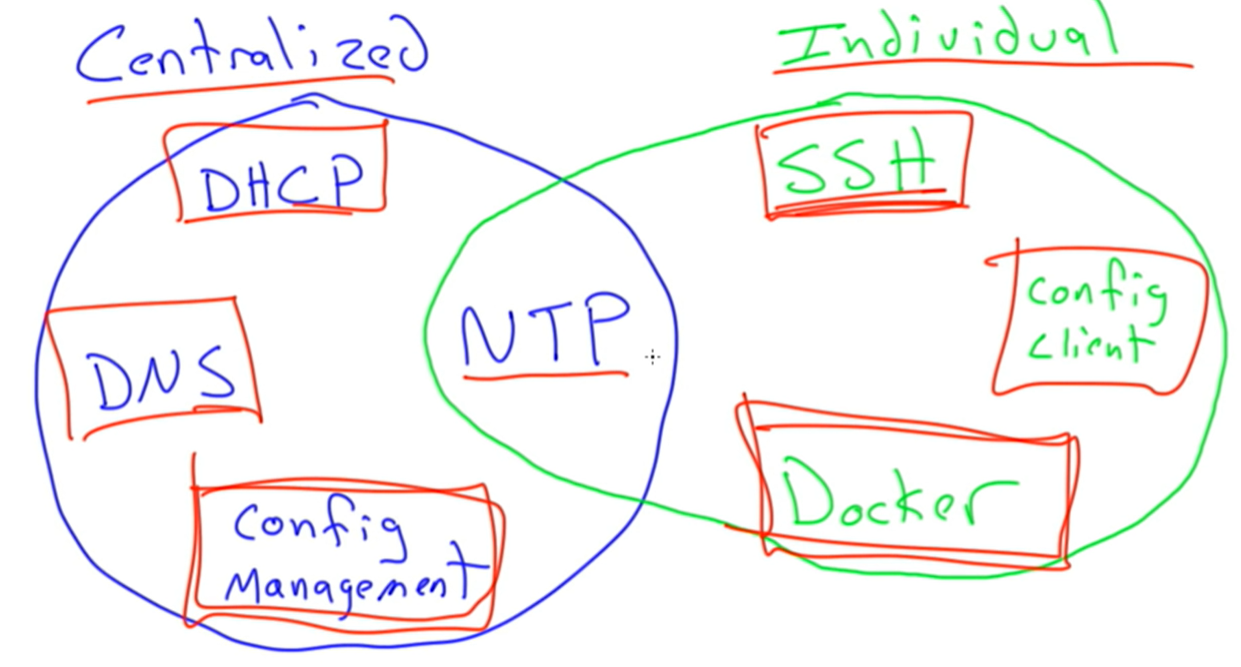 Centralized
Individual
DHCP
SSH
NTP
config
client
DNS
Docker
Config
Management